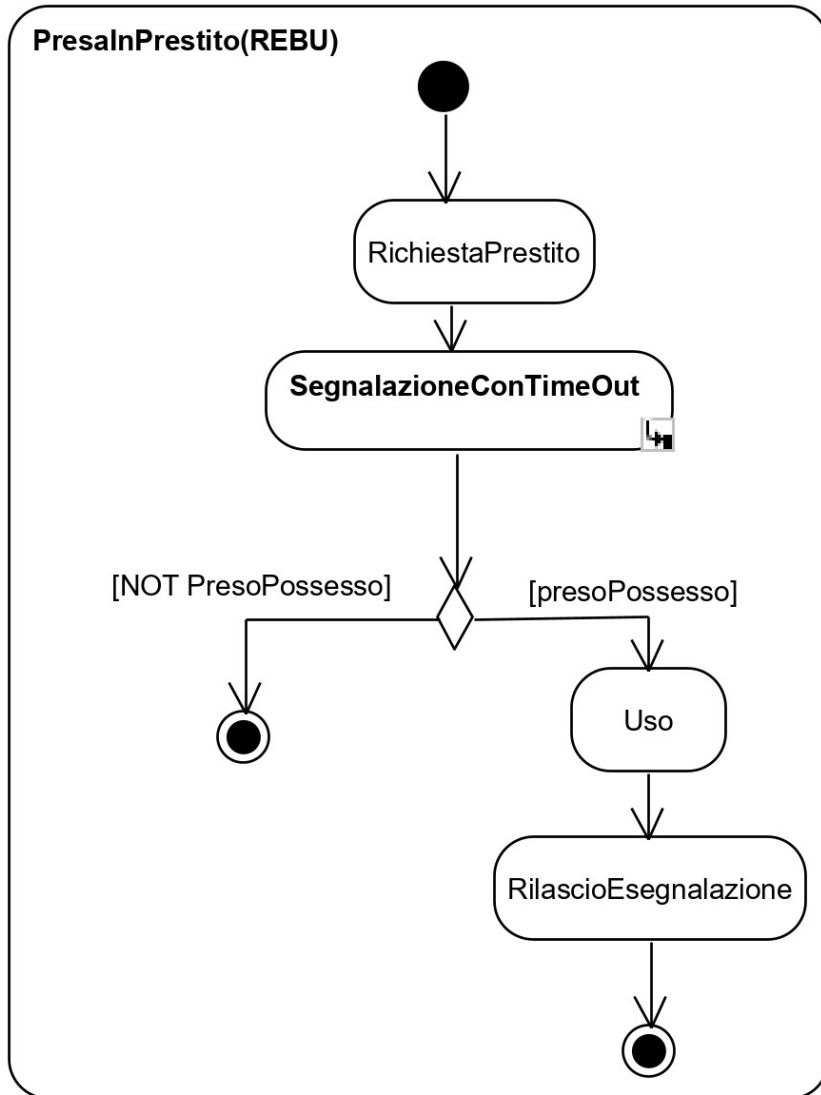 PresaInPrestito(REBU)
RichiestaPrestito
SegnalazioneConTimeOut
[NOT PresoPossesso]
[presoPossesso]
Uso
RilascioEsegnalazione